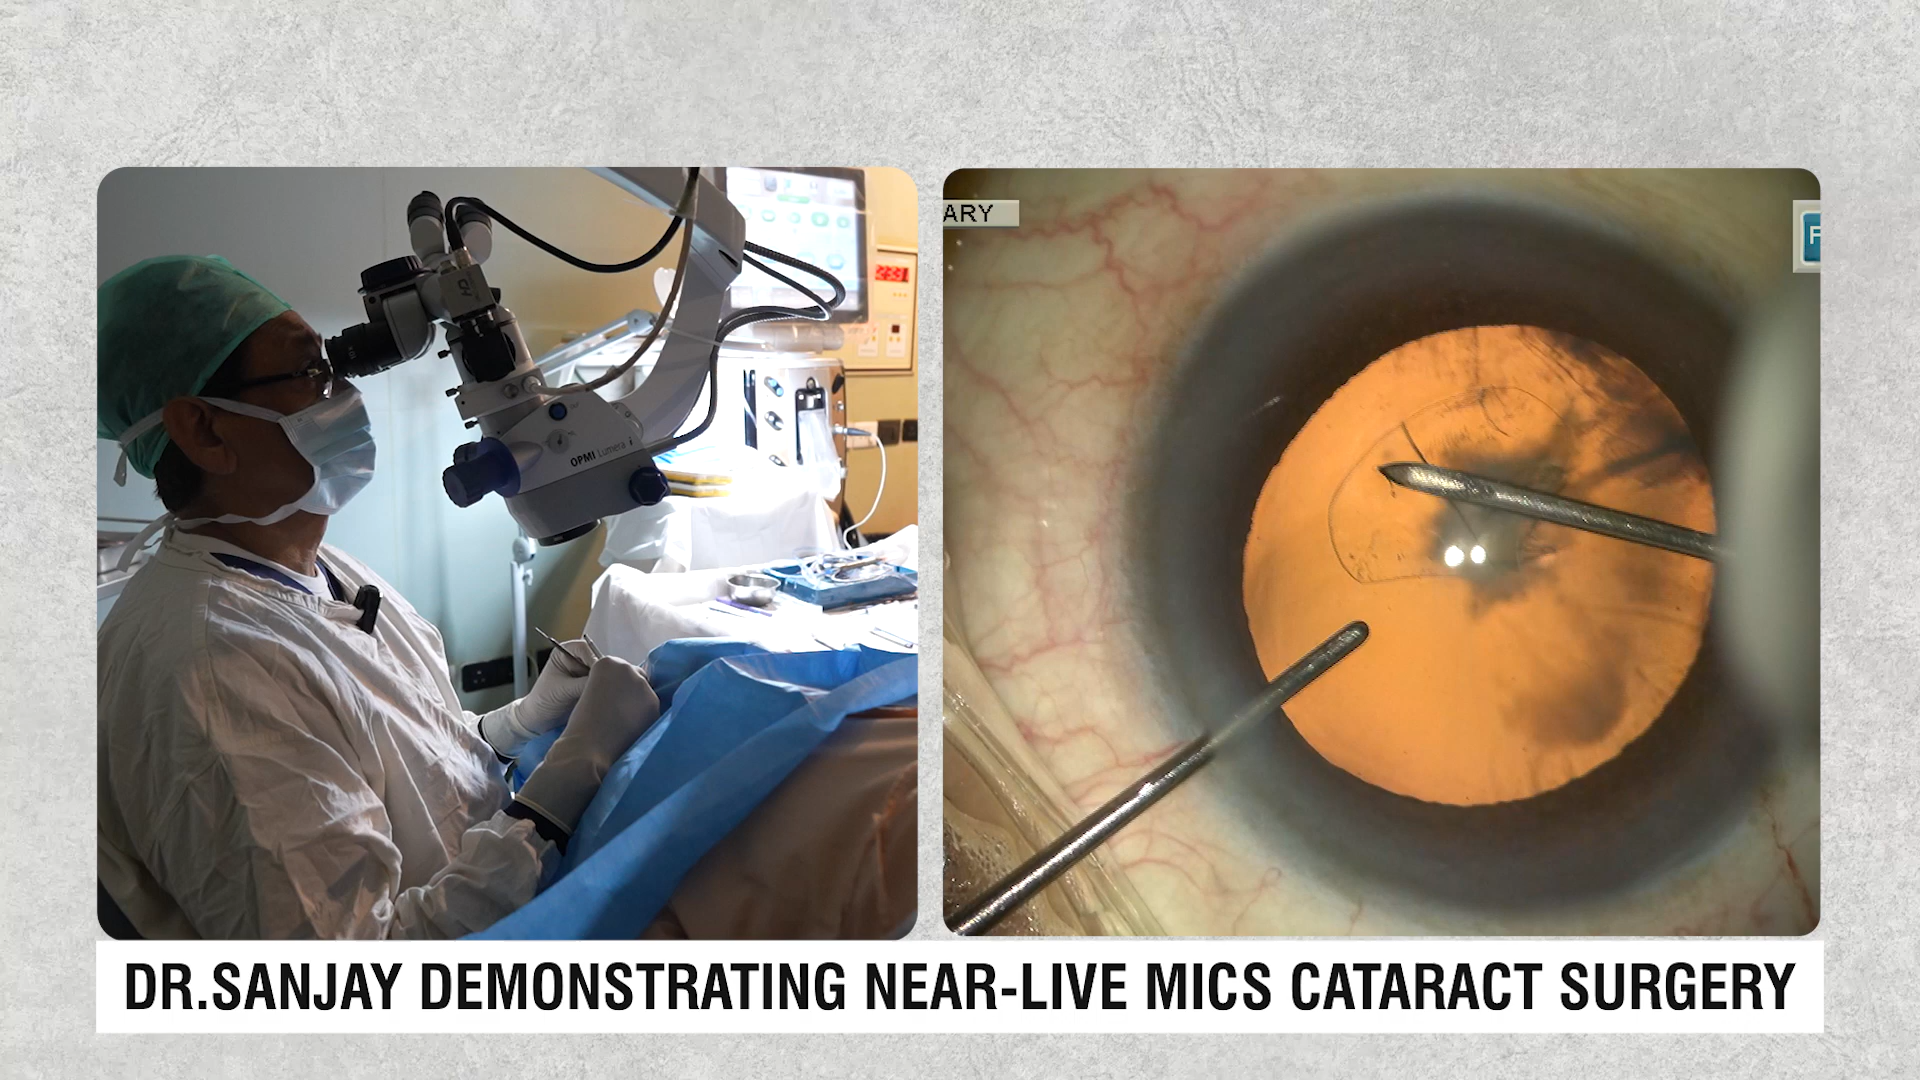 OPMI Lumera i
ARY
F
DR.SANJAY DEMONSTRATING NEAR-LIVE MICS CATARACT SURGERY